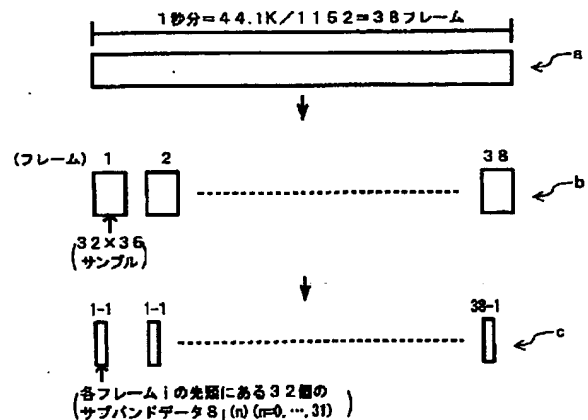 1秒分=44.1K/1152=38フレーム
a
(フレーム) 1 2 38
b
(32×36
サンプル)
1-1 1-1 38-1
c
(各フレームiの先頭にある32個の
サブバンドデータSi(n)(n=0,…,31))